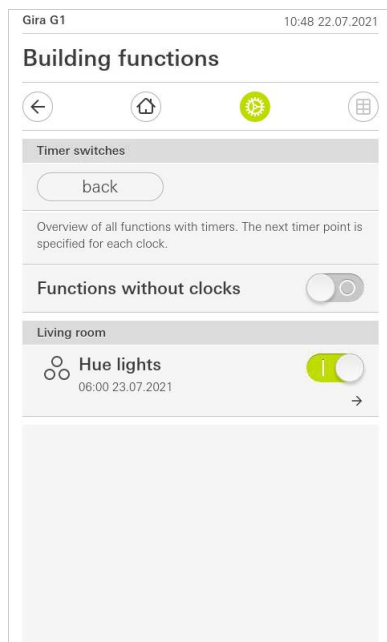 Gira G1 10:48 22.07.2021
Building functions
Timer switches
back
Overview of all functions with timers. The next timer point is
specified for each clock.
Functions without clocks
Living room
Hue lights
06:00 23.07.2021